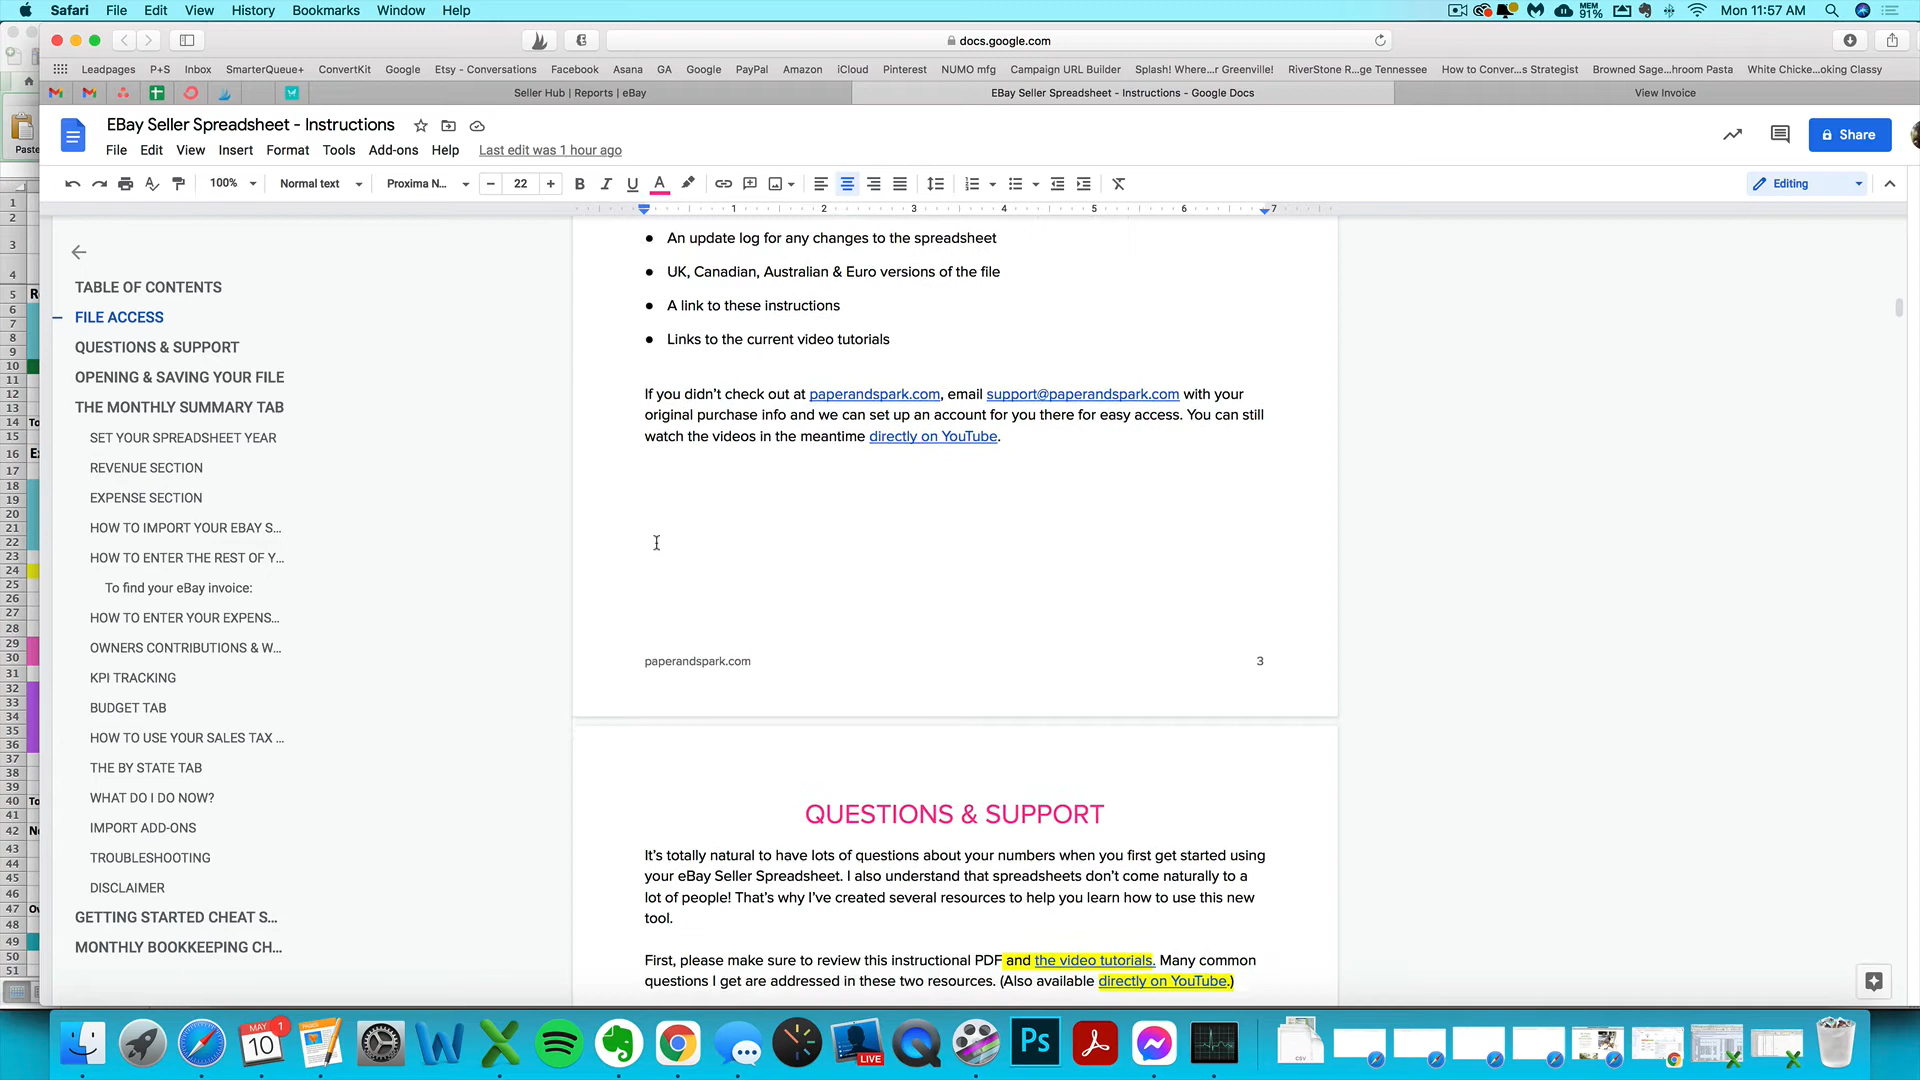 Safari File Edit View History Bookmarks Window Help MEM 91% Mon 11:57 AM
docs.google.com
Leadpages P+S Inbox SmarterQueue+ ConvertKit Google Etsy - Conversations Facebook Asana GA Google PayPal Amazon iCloud Pinterest NUMO mfg Campaign URL Builder Splash! Where...r Greenville! RiverStone R...ge Tennessee How to Conver...s Strategist Browned Sage...hroom Pasta White Chicke...oking Classy
Seller Hub | Reports | eBay EBay Seller Spreadsheet - Instructions - Google Docs View Invoice
EBay Seller Spreadsheet - Instructions
Share
File Edit View Insert Format Tools Add-ons Help Last edit was 1 hour ago
100% Normal text Proxima N... 22 B I U A Editing
1 2 3 4 5 6 7
Paste
TABLE OF CONTENTS
FILE ACCESS
QUESTIONS & SUPPORT
OPENING & SAVING YOUR FILE
THE MONTHLY SUMMARY TAB
SET YOUR SPREADSHEET YEAR
REVENUE SECTION
EXPENSE SECTION
HOW TO IMPORT YOUR EBAY S...
HOW TO ENTER THE REST OF Y...
To find your eBay invoice:
HOW TO ENTER YOUR EXPENS...
OWNERS CONTRIBUTIONS & W...
KPI TRACKING
BUDGET TAB
HOW TO USE YOUR SALES TAX ...
THE BY STATE TAB
WHAT DO I DO NOW?
IMPORT ADD-ONS
TROUBLESHOOTING
DISCLAIMER
GETTING STARTED CHEAT S...
MONTHLY BOOKKEEPING CH...
● An update log for any changes to the spreadsheet
● UK, Canadian, Australian & Euro versions of the file
● A link to these instructions
● Links to the current video tutorials
If you didn't check out at paperandspark.com, email support@paperandspark.com with your
original purchase info and we can set up an account for you there for easy access. You can still
watch the videos in the meantime directly on YouTube.
paperandspark.com 3
QUESTIONS & SUPPORT
It's totally natural to have lots of questions about your numbers when you first get started using
your eBay Seller Spreadsheet. I also understand that spreadsheets don't come naturally to a
lot of people! That's why I've created several resources to help you learn how to use this new
tool.
First, please make sure to review this instructional PDF and the video tutorials. Many common
questions I get are addressed in these two resources. (Also available directly on YouTube.)
MAY 10 1
LIVE
Ps
CSV